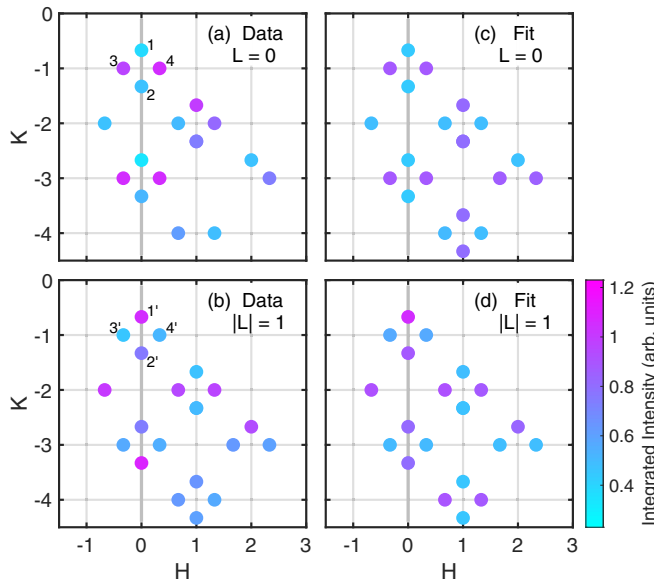 (a) Data
L = 0
1
3
4
2
K
-1
-2
-3
-4
(c) Fit
L = 0
(b) Data
|L| = 1
1'
3'
4'
2'
K
-1
-2
-3
-4
-1
0
1
2
3
H
(d) Fit
|L| = 1
-1
0
1
2
3
H
1.2
1
0.8
0.6
0.4
Integrated Intensity (arb. units)